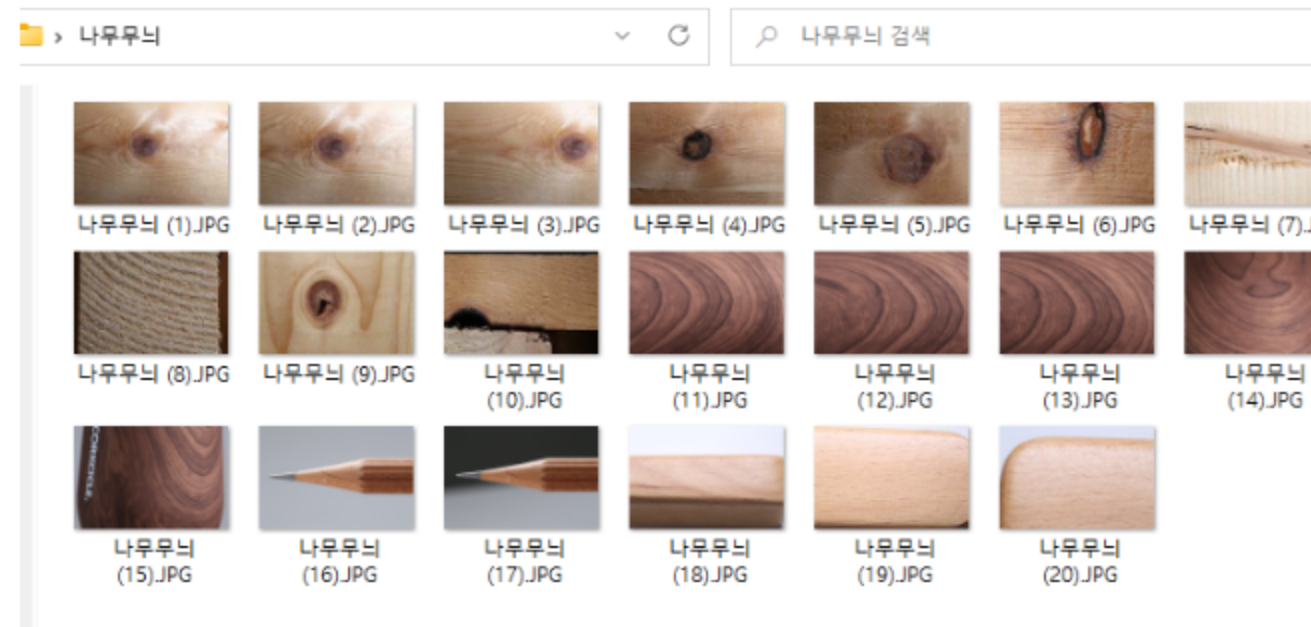 나무무늬
나무무늬 검색
나무무늬 (1).JPG
나무무늬 (2).JPG
나무무늬 (3).JPG
나무무늬 (4).JPG
나무무늬 (5).JPG
나무무늬 (6).JPG
나무무늬 (7).J
나무무늬 (8).JPG
나무무늬 (9).JPG
나무무늬
(10).JPG
나무무늬
(11).JPG
나무무늬
(12).JPG
나무무늬
(13).JPG
나무무늬
(14).JPG
CORKCICLE.
나무무늬
(15).JPG
나무무늬
(16).JPG
나무무늬
(17).JPG
나무무늬
(18).JPG
나무무늬
(19).JPG
나무무늬
(20).JPG